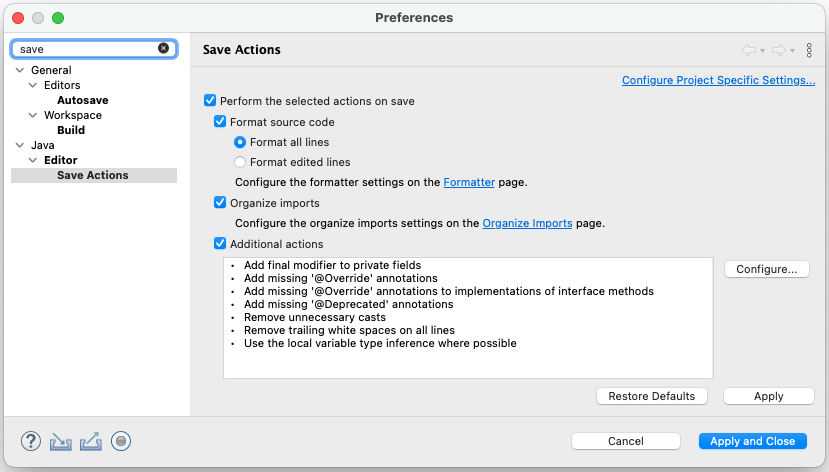 Preferences
save
Save Actions
General
Editors
Autosave
Workspace
Build
Java
Editor
Save Actions
Configure Project Specific Settings...
Perform the selected actions on save
Format source code
Format all lines
Format edited lines
Configure the formatter settings on the Formatter page.
Organize imports
Configure the organize imports settings on the Organize Imports page.
Additional actions
• Add final modifier to private fields
• Add missing '@Override' annotations
• Add missing '@Override' annotations to implementations of interface methods
• Add missing '@Deprecated' annotations
• Remove unnecessary casts
• Remove trailing white spaces on all lines
• Use the local variable type inference where possible
Configure...
Restore Defaults
Apply
?
Cancel
Apply and Close